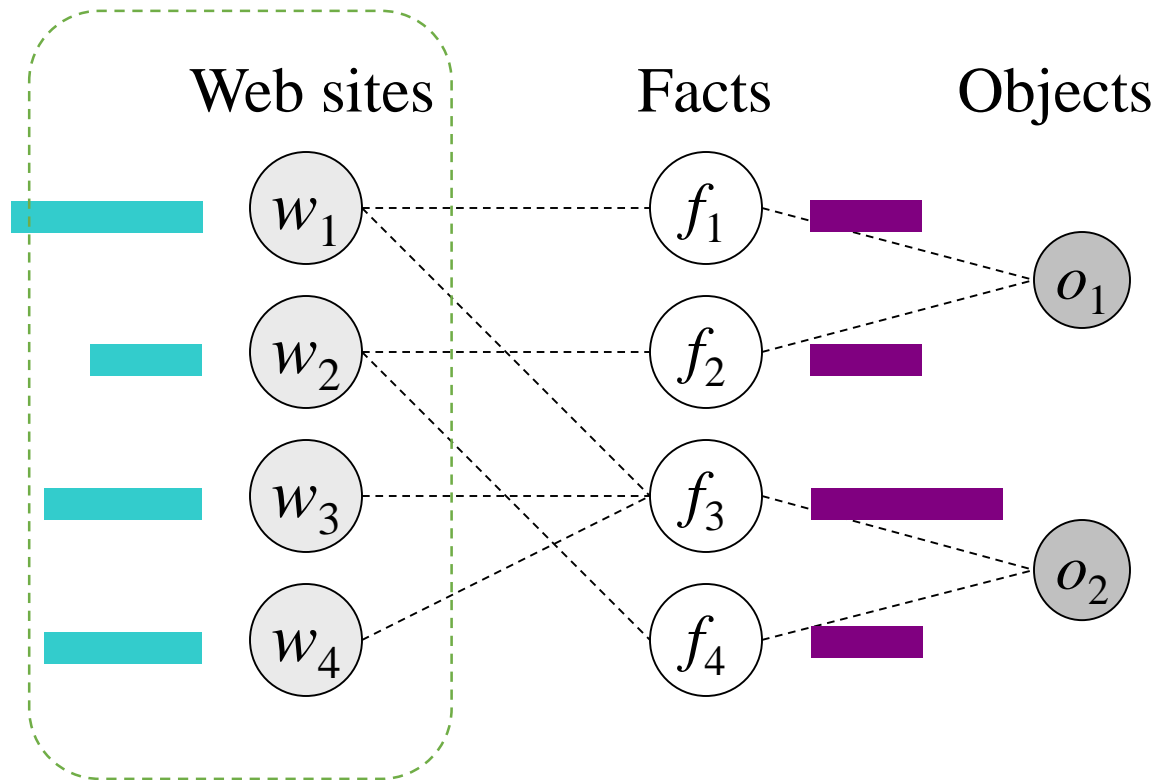 Web sites Facts Objects
w₁ f₁
o₁
w₂ f₂
w₃ f₃
o₂
w₄ f₄